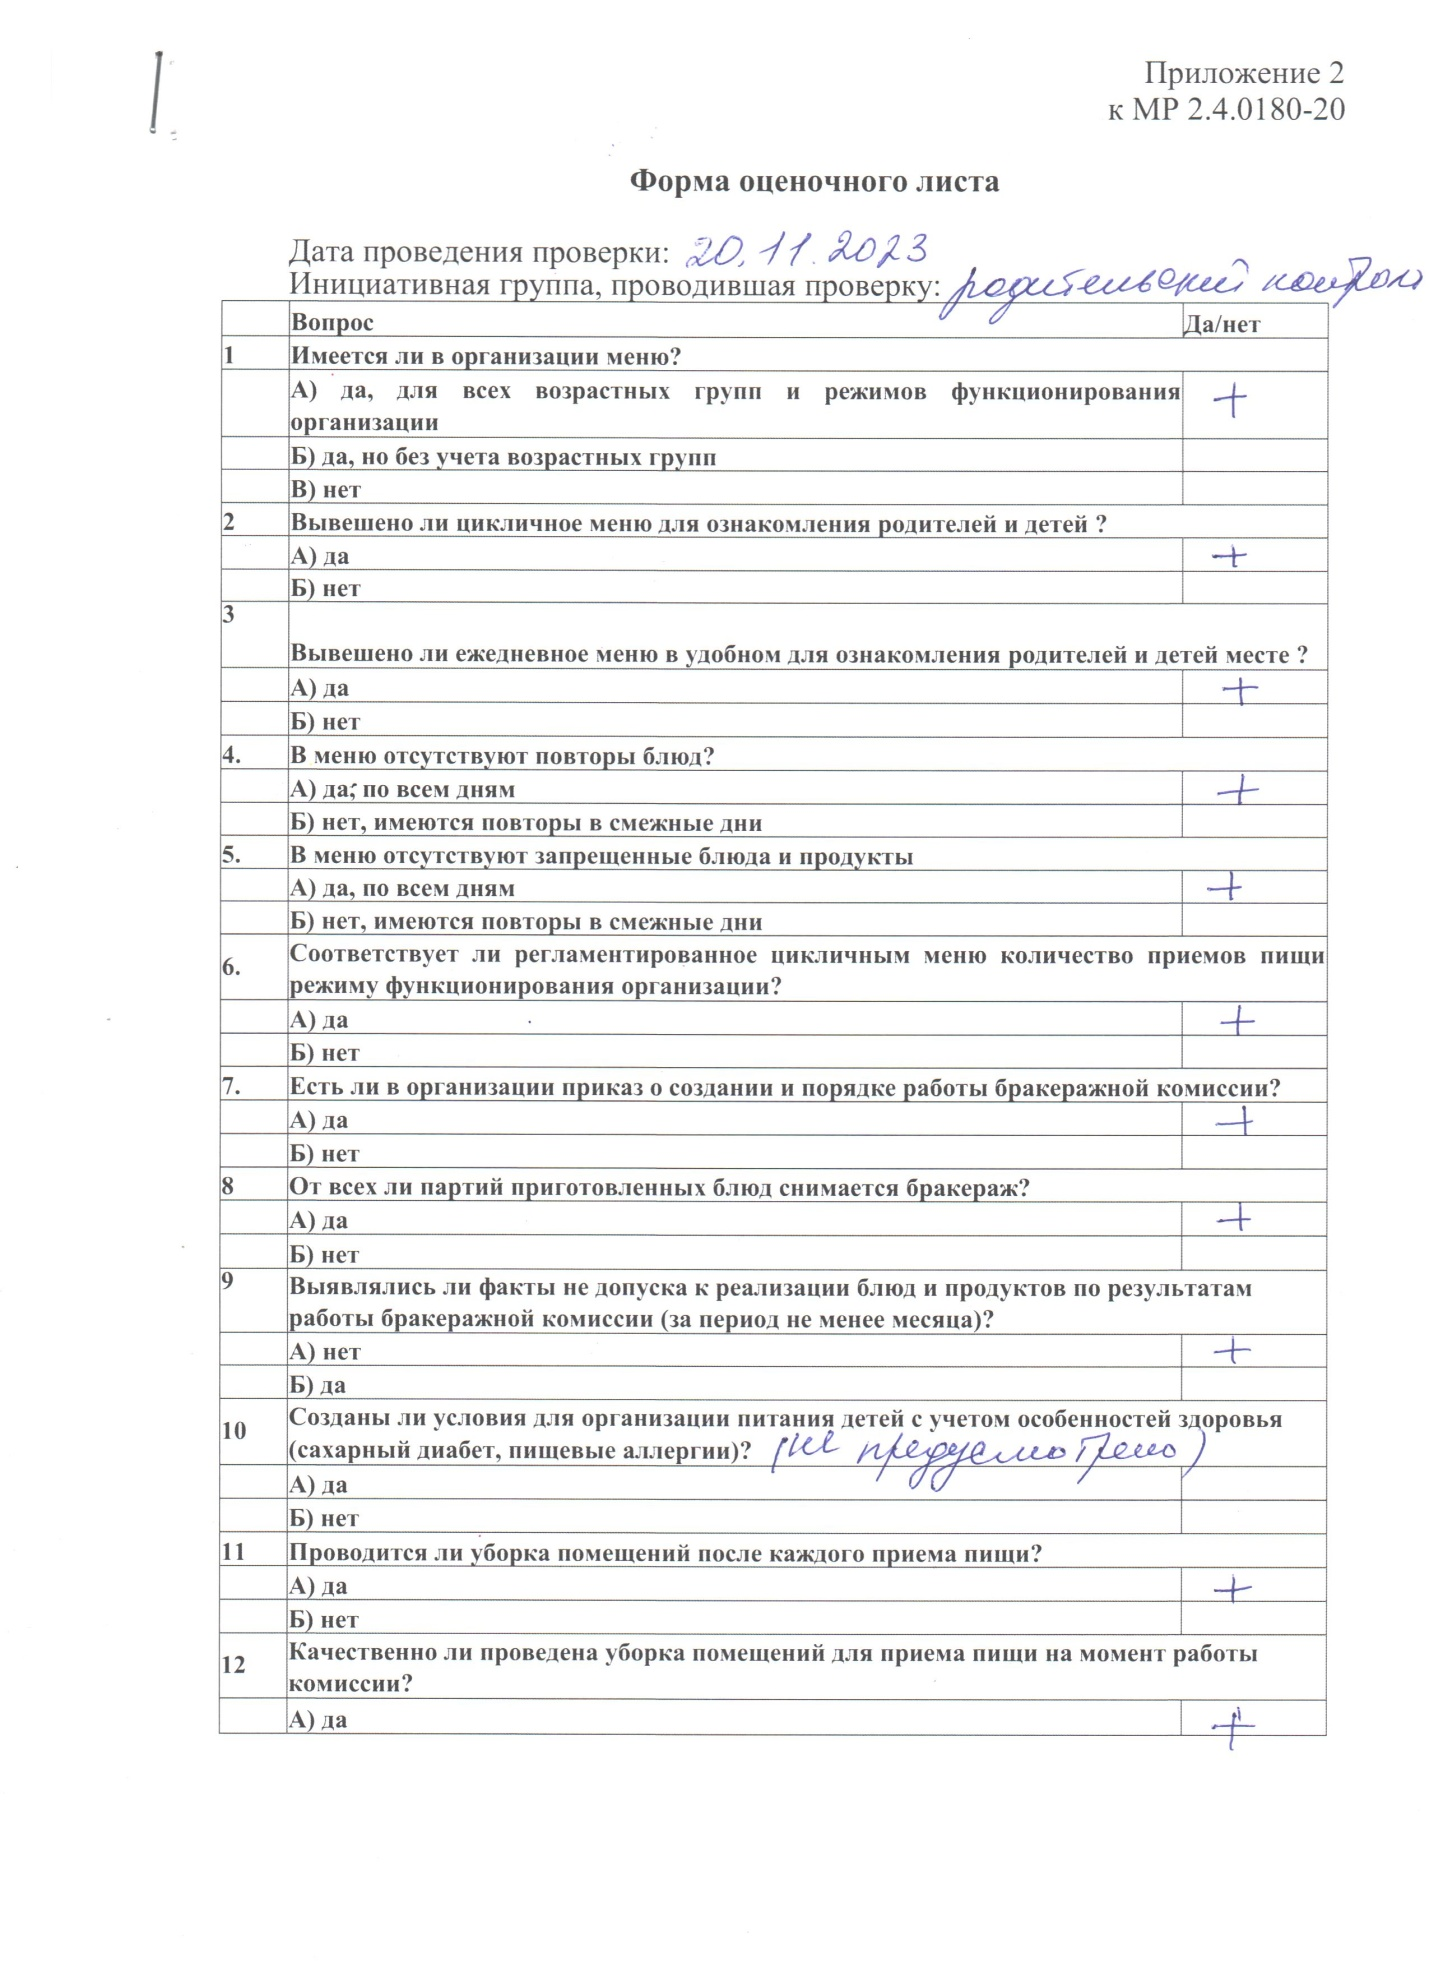 Приложение 2
к МР 2.4.0180-20
Форма оценочного листа
Дата проведения проверки: 20.11.2023
Инициативная группа, проводившая проверку: родительский контрол
Вопрос Да/нет
1 Имеется ли в организации меню?
А) да, для всех возрастных групп и режимов функционирования +
организации
Б) да, но без учета возрастных групп
В) нет
2 Вывешено ли цикличное меню для ознакомления родителей и детей ?
А) да +
Б) нет
3
Вывешено ли ежедневное меню в удобном для ознакомления родителей и детей месте ?
А) да +
Б) нет
4. В меню отсутствуют повторы блюд?
А) да; по всем дням +
Б) нет, имеются повторы в смежные дни
5. В меню отсутствуют запрещенные блюда и продукты
А) да, по всем дням +
Б) нет, имеются повторы в смежные дни
6. Соответствует ли регламентированное цикличным меню количество приемов пищи
режиму функционирования организации?
А) да +
Б) нет
7. Есть ли в организации приказ о создании и порядке работы бракеражной комиссии?
А) да +
Б) нет
8 От всех ли партий приготовленных блюд снимается бракераж?
А) да +
Б) нет
9 Выявлялись ли факты не допуска к реализации блюд и продуктов по результатам
работы бракеражной комиссии (за период не менее месяца)?
А) нет +
Б) да
10 Созданы ли условия для организации питания детей с учетом особенностей здоровья
(сахарный диабет, пищевые аллергии)? (не предусмотрено)
А) да
Б) нет
11 Проводится ли уборка помещений после каждого приема пищи?
А) да +
Б) нет
12 Качественно ли проведена уборка помещений для приема пищи на момент работы
комиссии?
А) да +